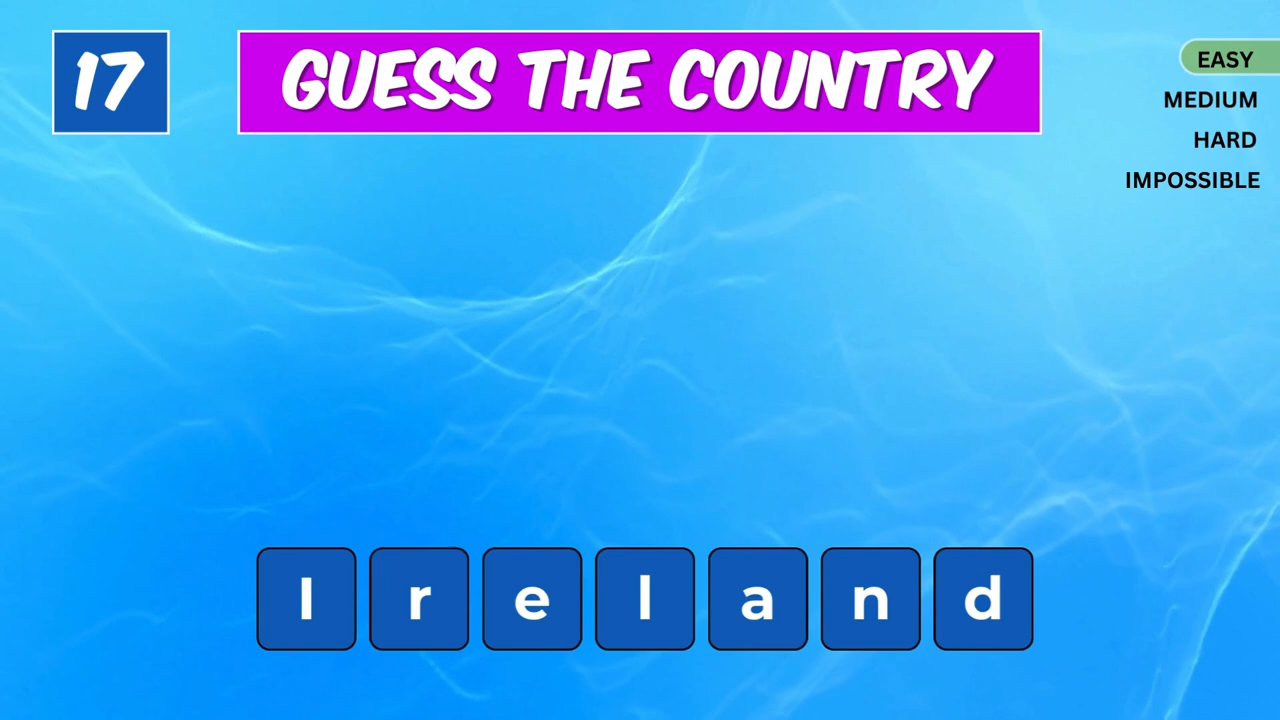 17
GUESS THE COUNTRY
EASY
MEDIUM
HARD
IMPOSSIBLE
Ireland